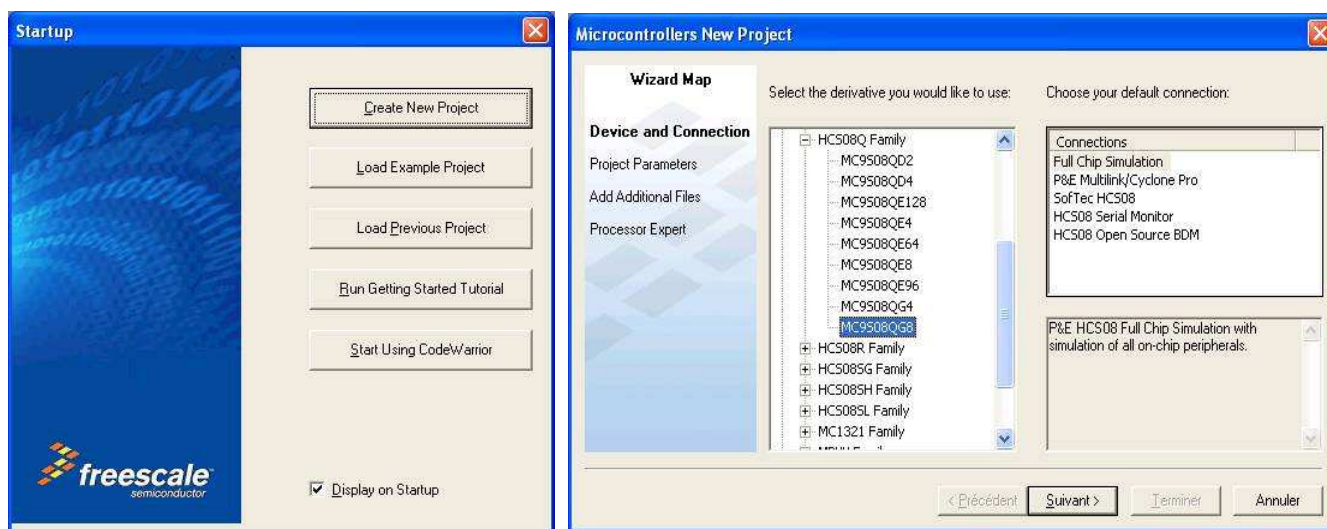 Startup
Create New Project
Load Example Project
Load Previous Project
Run Getting Started Tutorial
Start Using CodeWarrior
freescale
semiconductor
Display on Startup
Microcontrollers New Project
Wizard Map
Device and Connection
Project Parameters
Add Additional Files
Processor Expert
Select the derivative you would like to use:
HCS08Q Family
MC9S08QD2
MC9S08QD4
MC9S08QE128
MC9S08QE4
MC9S08QE64
MC9S08QE8
MC9S08QE96
MC9S08QG4
MC9S08QG8
HCS08R Family
HCS08SG Family
HCS08SH Family
HCS08SL Family
MC1321 Family
Choose your default connection:
Connections
Full Chip Simulation
P&E Multilink/Cyclone Pro
SofTec HCS08
HCS08 Serial Monitor
HCS08 Open Source BDM
P&E HCS08 Full Chip Simulation with
simulation of all on-chip peripherals.
< Précédent
Suivant >
Terminer
Annuler